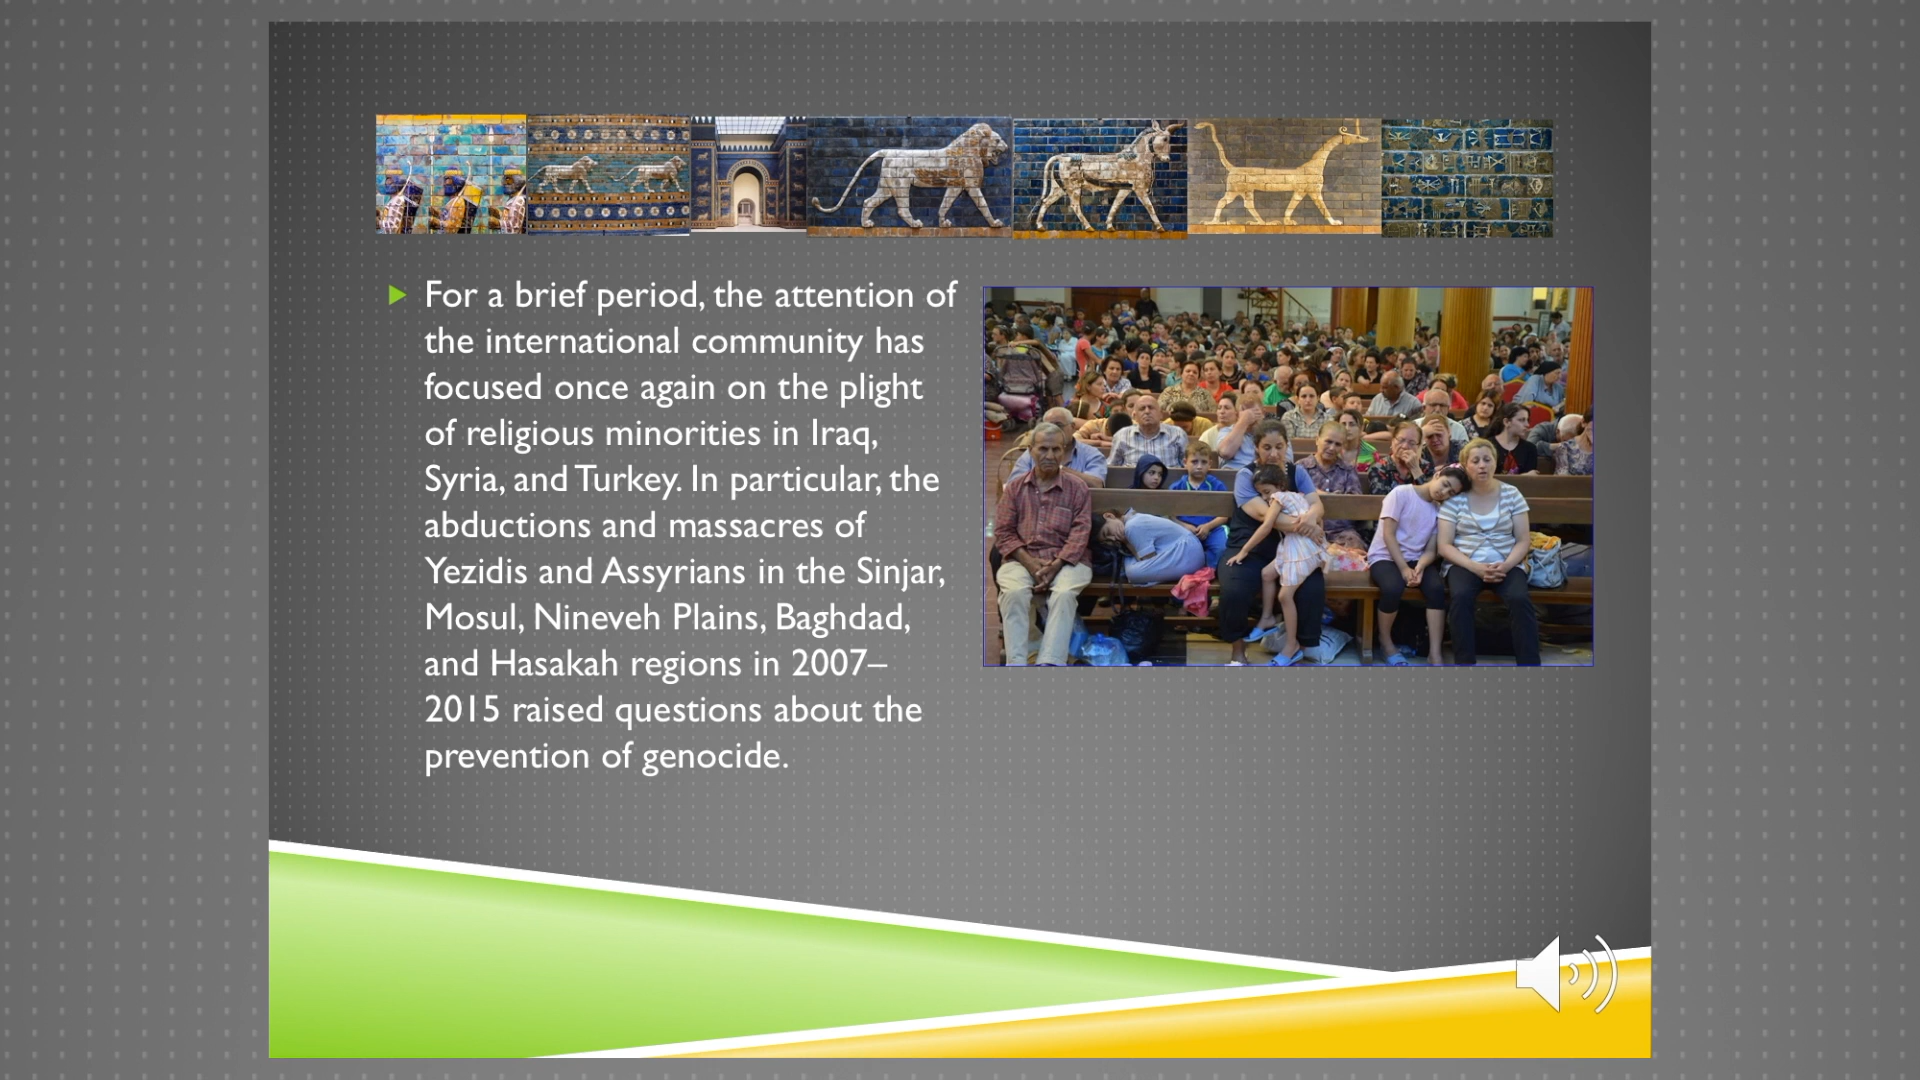 For a brief period, the attention of
the international community has
focused once again on the plight
of religious minorities in Iraq,
Syria, and Turkey. In particular, the
abductions and massacres of
Yezidis and Assyrians in the Sinjar,
Mosul, Nineveh Plains, Baghdad,
and Hasakah regions in 2007–
2015 raised questions about the
prevention of genocide.